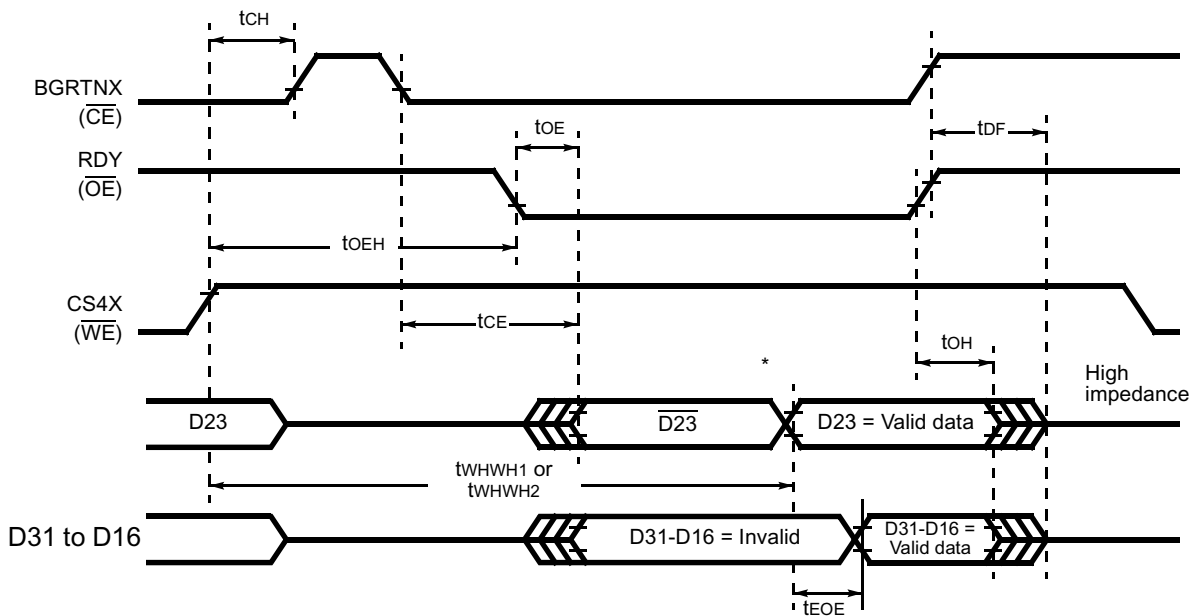 tCH
BGRTNX
(CE)
tOE
tDF
RDY
(OE)
tOEH
CS4X
(WE)
tCE
tOH
*
High
impedance
D23
D23
D23 = Valid data
tWHWH1 or
tWHWH2
D31 to D16
D31-D16 = Invalid
D31-D16 =
Valid data
tEOE